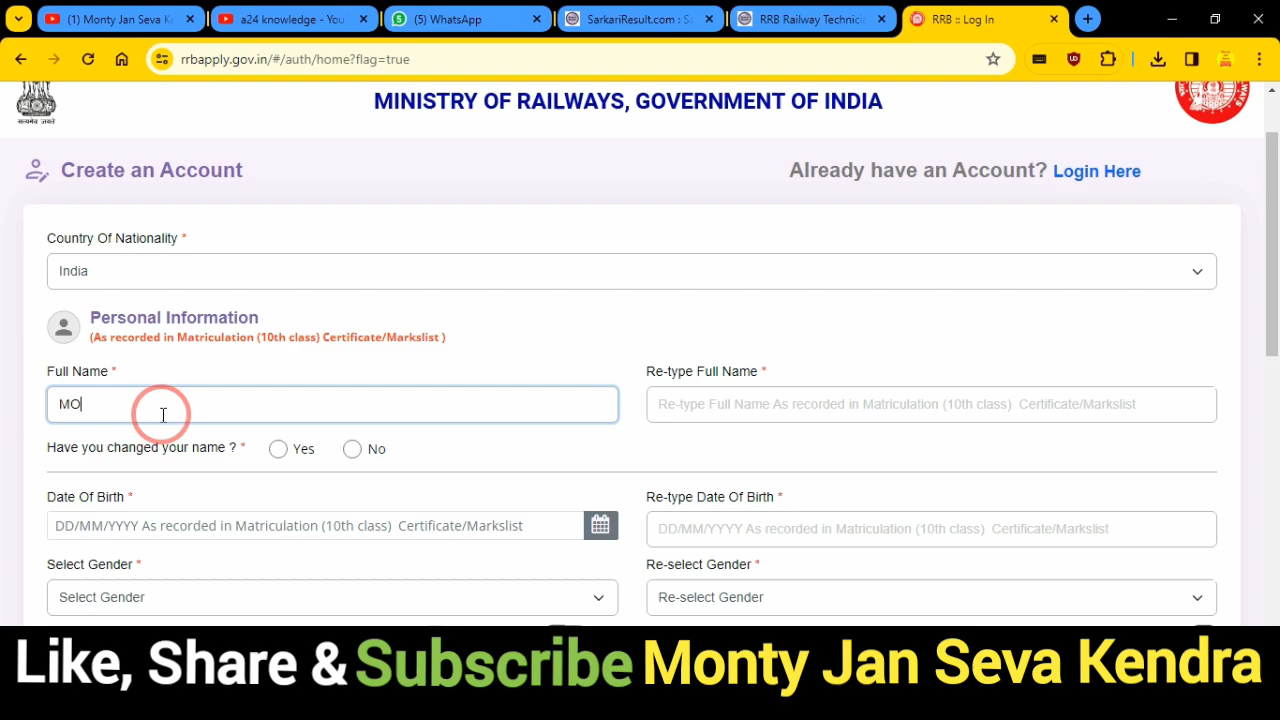 (1) Monty Jan Seva K
a24 knowledge - You
(5) WhatsApp
SarkariResult.com : S
RRB Railway Technici
RRB :: Log In
rrbapply.gov.in/#/auth/home?flag=true
सत्यमेव जयते
MINISTRY OF RAILWAYS, GOVERNMENT OF INDIA
Create an Account
Already have an Account? Login Here
Country Of Nationality *
India
Personal Information
(As recorded in Matriculation (10th class) Certificate/Markslist )
Full Name *
Re-type Full Name *
MO
Re-type Full Name As recorded in Matriculation (10th class) Certificate/Markslist
Have you changed your name ? * Yes No
Date Of Birth *
Re-type Date Of Birth *
DD/MM/YYYY As recorded in Matriculation (10th class) Certificate/Markslist
DD/MM/YYYY As recorded in Matriculation (10th class) Certificate/Markslist
Select Gender *
Re-select Gender *
Select Gender
Re-select Gender
Like, Share & Subscribe Monty Jan Seva Kendra